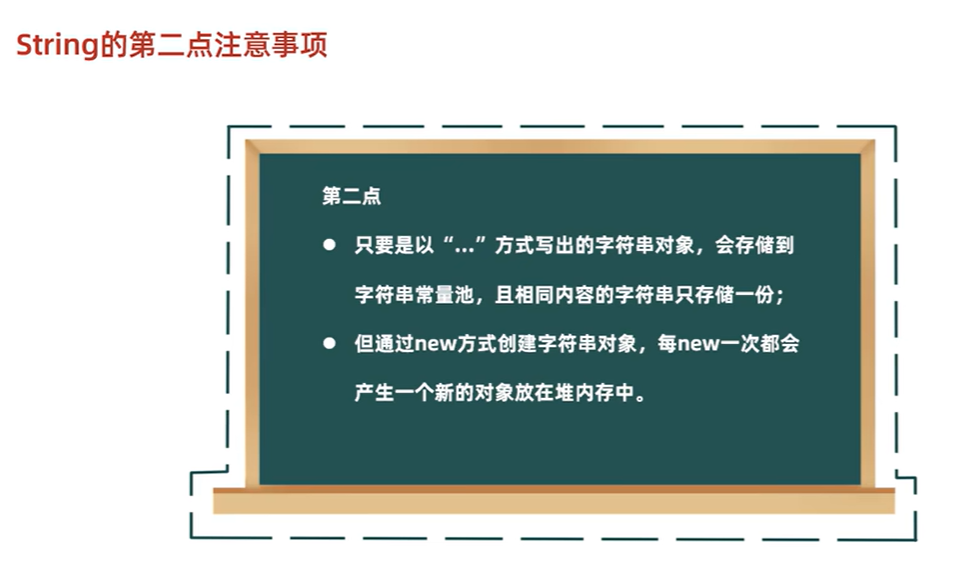 String的第二点注意事项
第二点
● 只要是以“...”方式写出的字符串对象，会存储到
字符串常量池，且相同内容的字符串只存储一份；
● 但通过new方式创建字符串对象，每new一次都会
产生一个新的对象放在堆内存中。